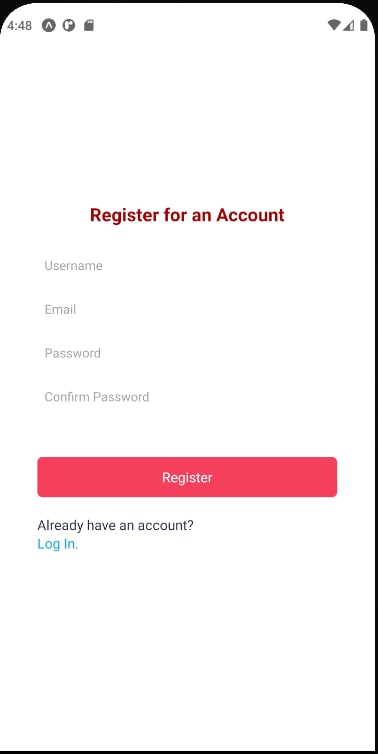 4:48
Register for an Account
Username
Email
Password
Confirm Password
Register
Already have an account?
Log In.